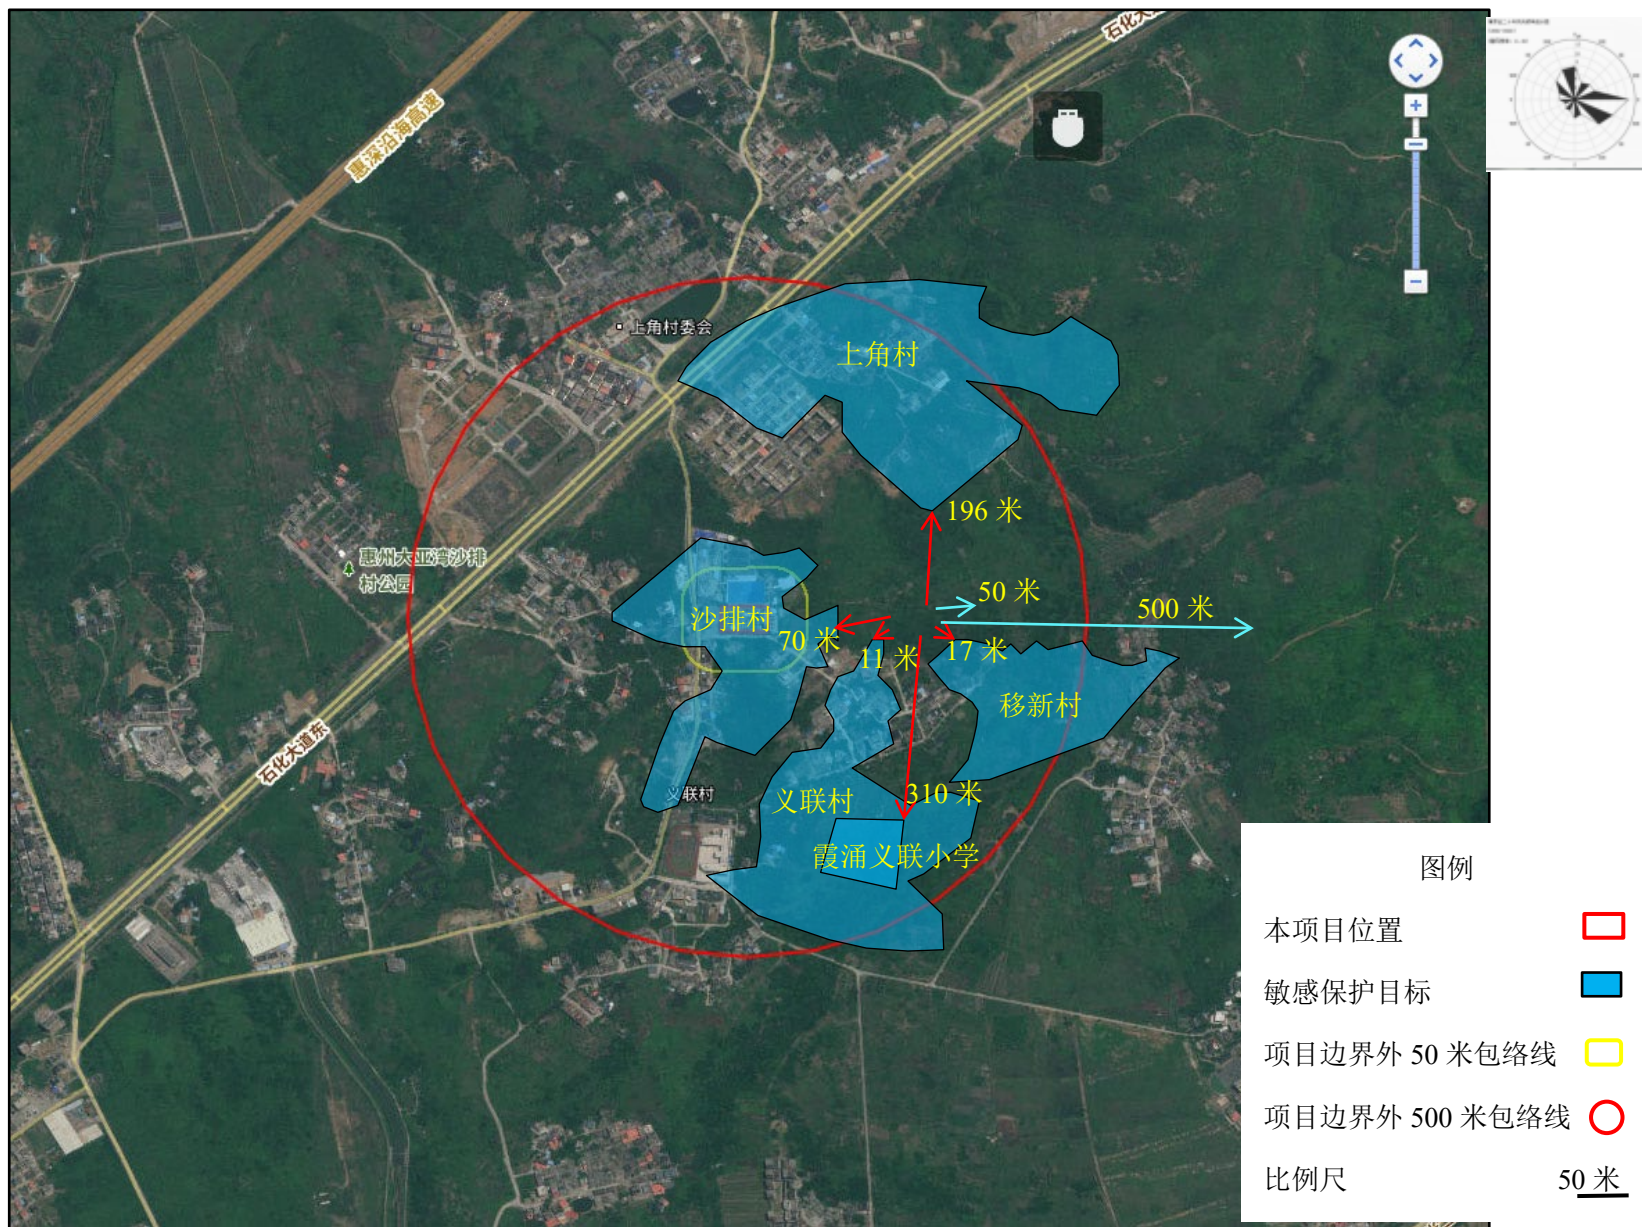 石化大
惠深沿海高速
上角村委会
上角村
196 米
惠州大亚湾沙排
村公园
50 米
500 米
沙排村
70 米
11 米
17 米
移新村
石化大道东
义联村
义联村
310 米
霞涌义联小学
图例
本项目位置
敏感保护目标
项目边界外 50 米包络线
项目边界外 500 米包络线
比例尺 50 米